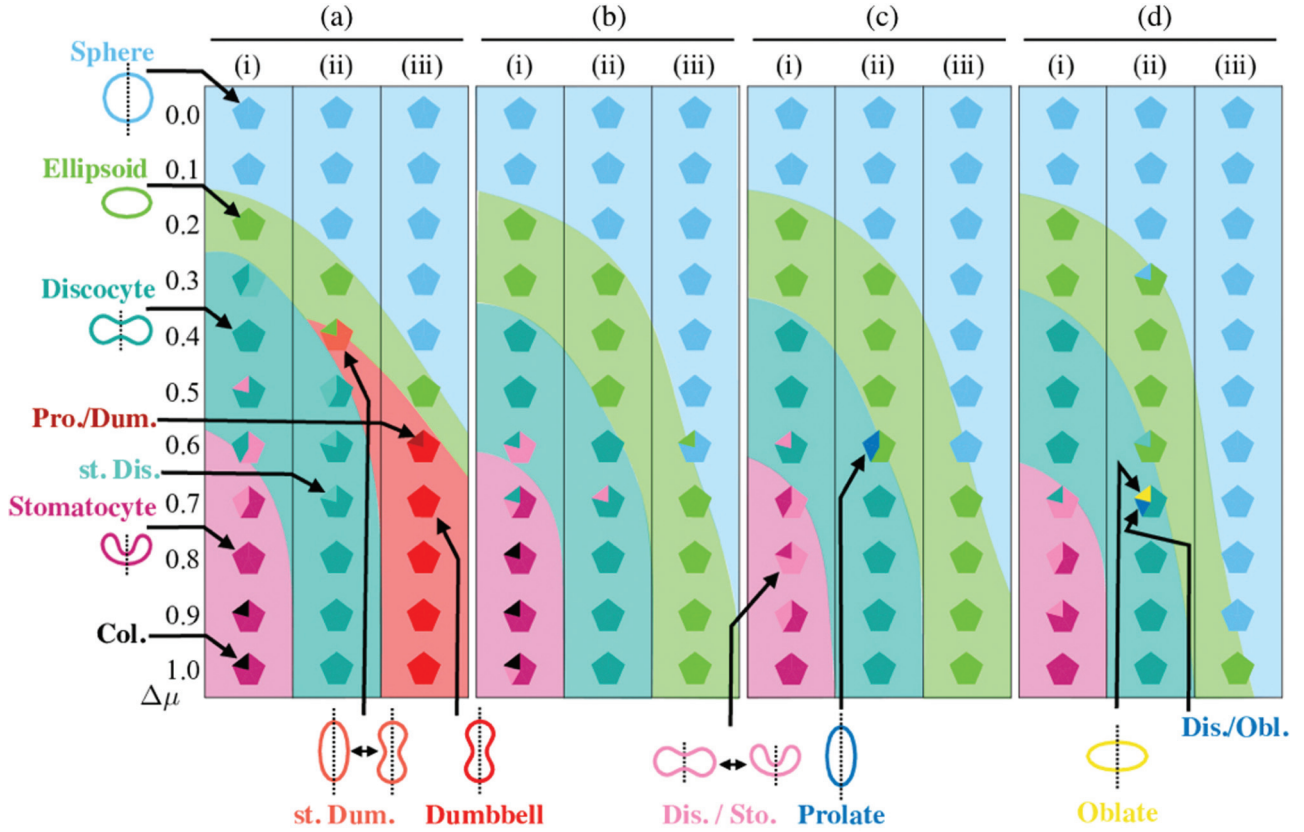 (a) (b) (c) (d)
Sphere (i) (ii) (iii) (i) (ii) (iii) (i) (ii) (iii) (i) (ii) (iii)
0.0
Ellipsoid 0.1
0.2
Discocyte 0.3
0.4
0.5
Pro./Dum.
0.6
st. Dis.
Stomatocyte 0.7
0.8
0.9
Col.
1.0
Δμ
Dis./Obl.
st. Dum. Dumbbell Dis. / Sto. Prolate Oblate